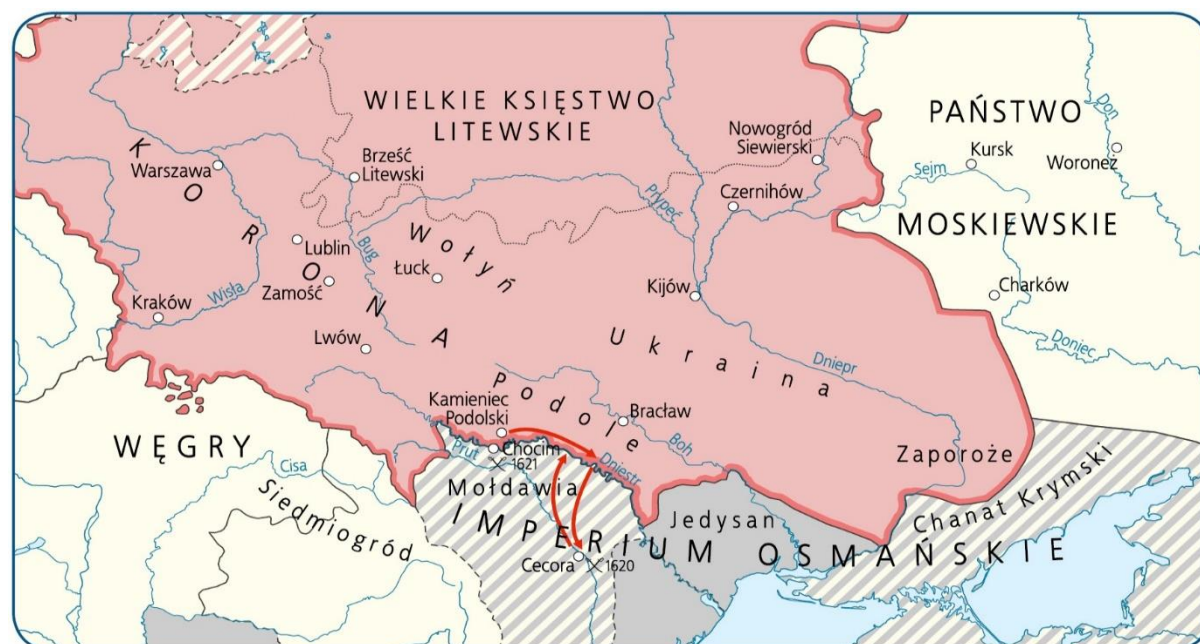 WIELKIE KSIĘSTWO
LITEWSKIE
PAŃSTWO
MOSKIEWSKIE
KORONA
Warszawa
Brześć
Litewski
Nowogród
Siewierski
Kursk
Woroneż
Don
Sejm
Czernihów
Prypeć
Lublin
Bug
Wołyń
Łuck
Zamość
Kraków
Wisła
Lwów
Kijów
Charków
Doniec
Ukraina
Dniepr
Podole
Kamieniec
Podolski
Bracław
Boh
Zaporoże
WĘGRY
Cisa
Siedmiogród
Prut
Chocim
1621
Dniestr
Mołdawia
Jedysan
Chanat Krymski
IMPERIUM OSMAŃSKIE
Cecora
1620